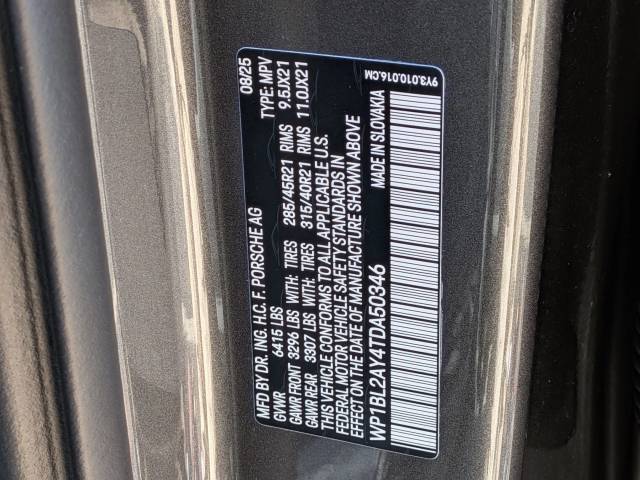 MFD BY DR. ING. H.C. F. PORSCHE AG 08/25
GVWR 6415 LBS TYPE: MPV
GAWR FRONT 3296 LBS WITH: TIRES 285/45R21 RIMS 9.5JX21
GAWR REAR 3307 LBS WITH: TIRES 315/40R21 RIMS 11.0JX21
THIS VEHICLE CONFORMS TO ALL APPLICABLE U.S.
FEDERAL MOTOR VEHICLE SAFETY STANDARDS IN
EFFECT ON DATE OF MANUFACTURE SHOWN ABOVE
WP1BL2AY4TDA50346 MADE IN SLOVAKIA
9Y3.010.016.CM